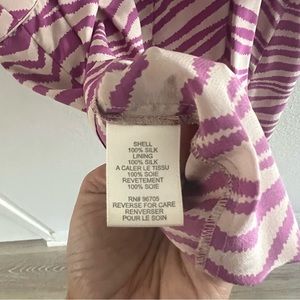 SHELL
100% SILK
LINING
100% SILK
A CALER LE TISSU
100% SOIE
REVETEMENT
100% SOIE
RN# 96705
REVERSE FOR CARE
RENVERSER
POUR LE SOIN